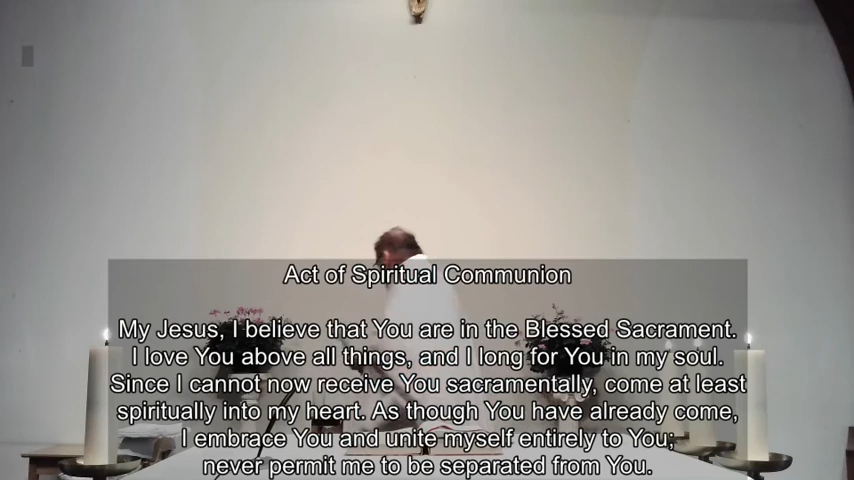 Act of Spiritual Communion
My Jesus, I believe that You are in the Blessed Sacrament.
I love You above all things, and I long for You in my soul.
Since I cannot now receive You sacramentally, come at least
spiritually into my heart. As though You have already come,
I embrace You and unite myself entirely to You;
never permit me to be separated from You.